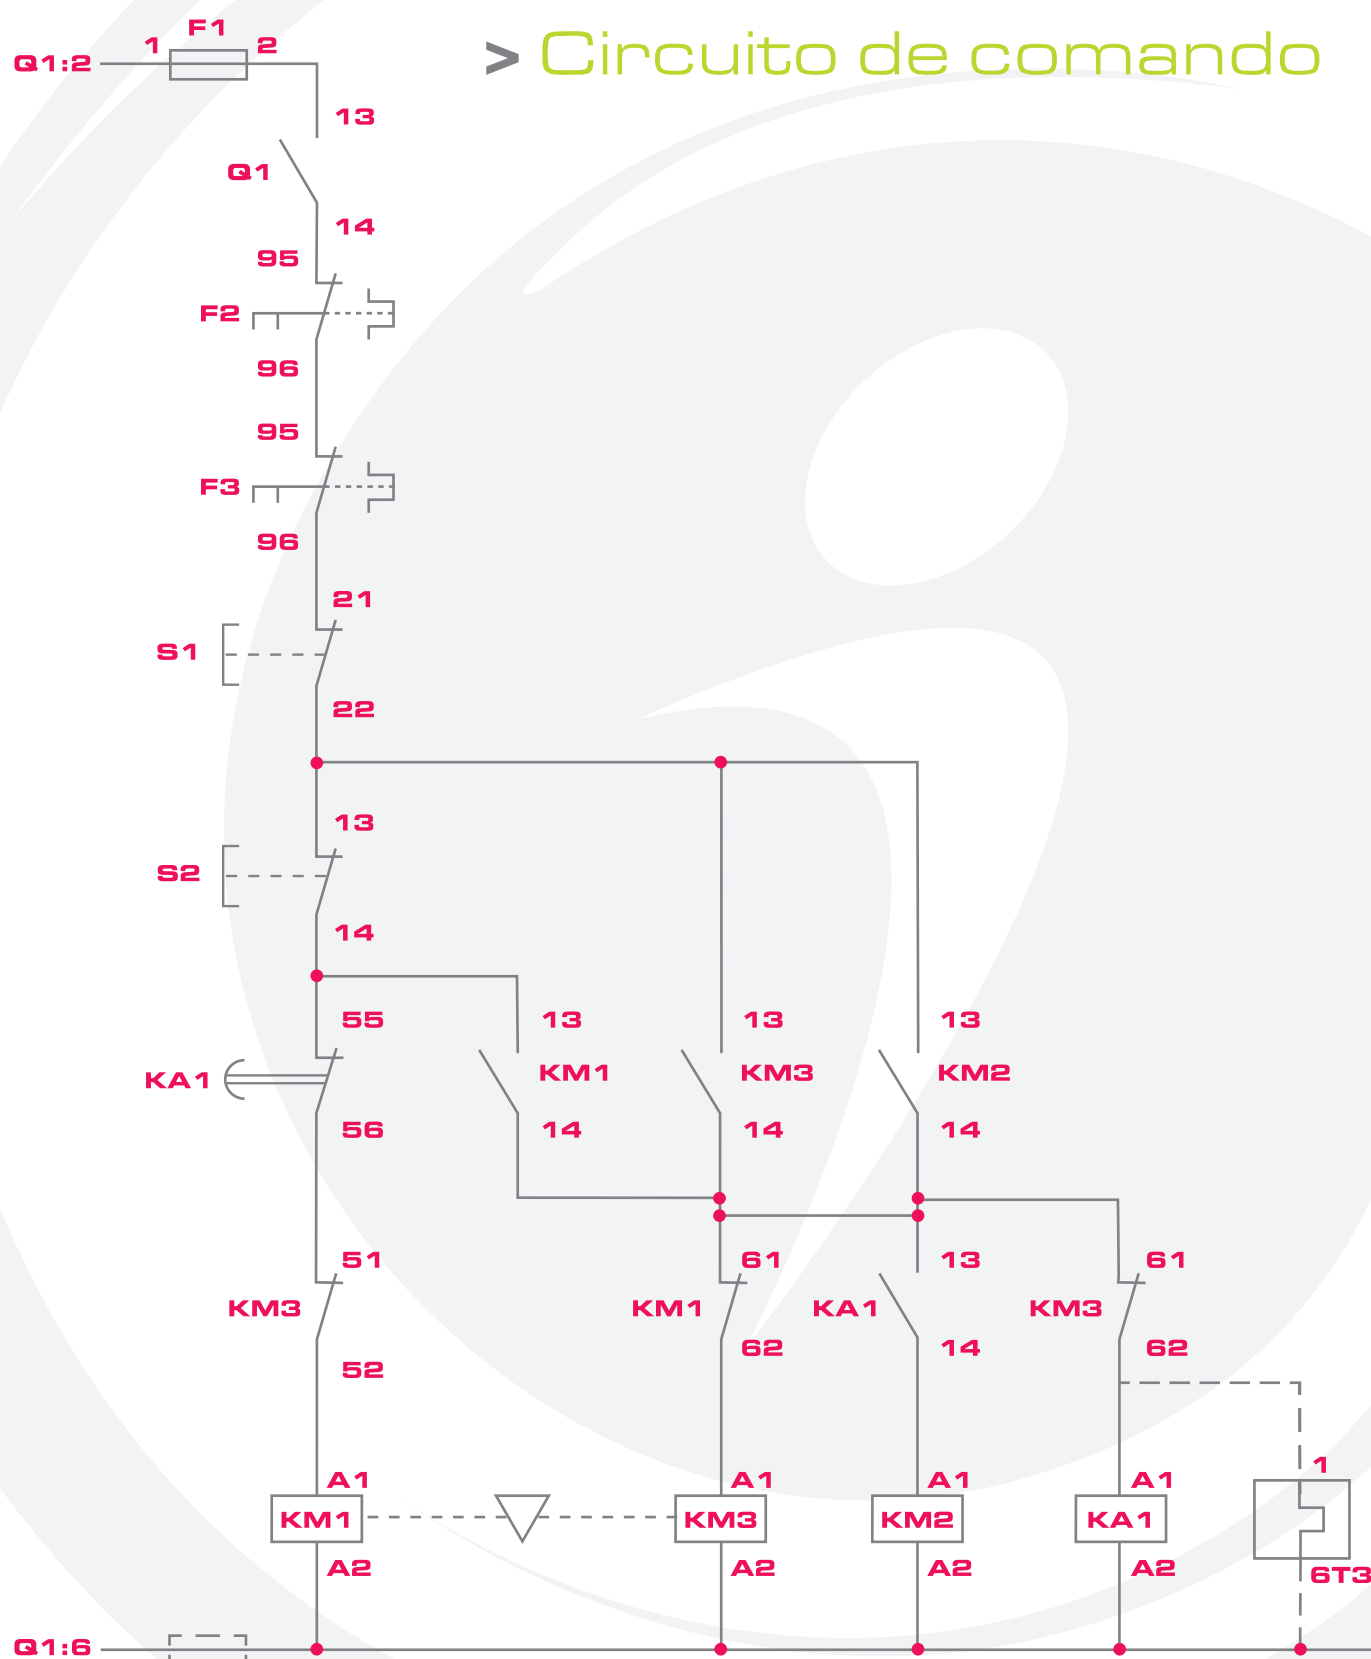 > Circuito de comando
F1
1 2
Q1:2
13
Q1
14
95
F2
96
95
F3
96
21
S1
22
13
S2
14
55 13 13 13
KA1 KM1 KM3 KM2
56 14 14 14
51 61 13 61
KM3 KM1 KA1 KM3
52 62 14 62
A1 A1 A1 A1 1
KM1 KM3 KM2 KA1
A2 A2 A2 A2 6T3
Q1:6